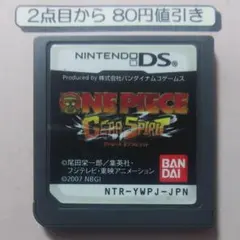 2点目から 80円値引き
NINTENDO DS
Produced by 株式会社バンダイナムコゲームス
ONE PIECE
GEAR SPIRIT
©尾田栄一郎/集英社・
フジテレビ・東映アニメーション
©2007 NBGI
BAN
DAI
NTR-YWPJ-JPN